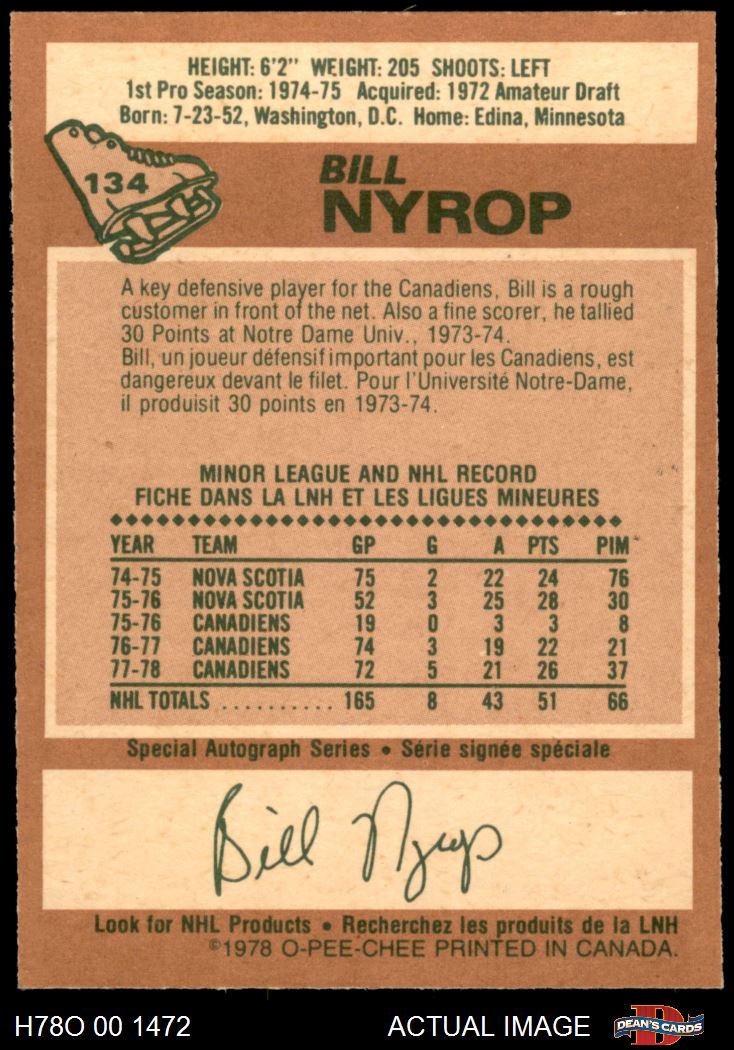 HEIGHT: 6'2" WEIGHT: 205 SHOOTS: LEFT
1st Pro Season: 1974-75 Acquired: 1972 Amateur Draft
Born: 7-23-52, Washington, D.C. Home: Edina, Minnesota
134
BILL
NYROP
A key defensive player for the Canadiens, Bill is a rough
customer in front of the net. Also a fine scorer, he tallied
30 Points at Notre Dame Univ., 1973-74.
Bill, un joueur défensif important pour les Canadiens, est
dangereux devant le filet. Pour l'Université Notre-Dame,
il produisit 30 points en 1973-74.
MINOR LEAGUE AND NHL RECORD
FICHE DANS LA LNH ET LES LIGUES MINEURES
YEAR TEAM GP G A PTS PIM
74-75 NOVA SCOTIA 75 2 22 24 76
75-76 NOVA SCOTIA 52 3 25 28 30
75-76 CANADIENS 19 0 3 3 8
76-77 CANADIENS 74 3 19 22 21
77-78 CANADIENS 72 5 21 26 37
NHL TOTALS .......... 165 8 43 51 66
Special Autograph Series • Série signée spéciale
Bill Nyrop
Look for NHL Products • Recherchez les produits de la LNH
©1978 O-PEE-CHEE PRINTED IN CANADA.
H78O 00 1472 ACTUAL IMAGE D DEAN'S CARDS